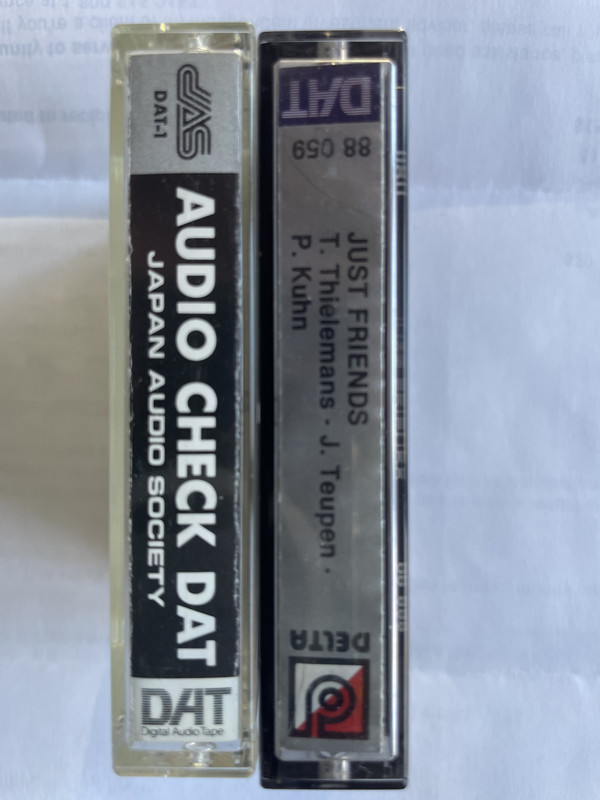 JAS
DAT-1
AUDIO CHECK DAT
JAPAN AUDIO SOCIETY
DAT
Digital Audio Tape
DAT
88 059
JUST FRIENDS
T. Thielemans · J. Teupen ·
P. Kuhn
DELTA